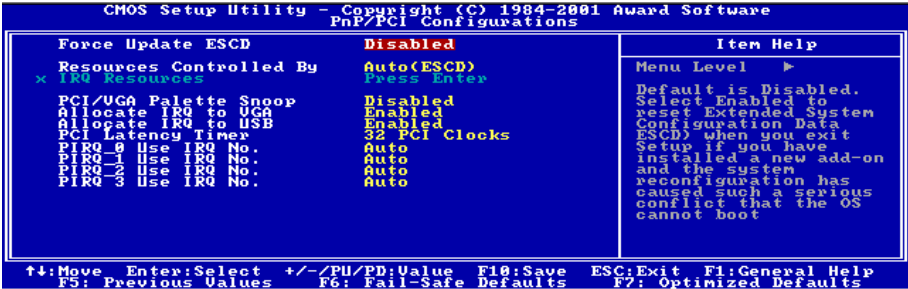 CMOS Setup Utility - Copyright (C) 1984-2001 Award Software
PnP/PCI Configurations
Force Update ESCD Disabled
Resources Controlled By Auto(ESCD)
x IRQ Resources Press Enter
PCI/VGA Palette Snoop Disabled
Allocate IRQ to VGA Enabled
Allocate IRQ to USB Enabled
PCI Latency Timer 32 PCI Clocks
PIRQ_0 Use IRQ No. Auto
PIRQ_1 Use IRQ No. Auto
PIRQ_2 Use IRQ No. Auto
PIRQ_3 Use IRQ No. Auto
Item Help
Menu Level ►
Default is Disabled.
Select Enabled to
reset Extended System
Configuration Data
ESCD) when you exit
Setup if you have
installed a new add-on
and the system
reconfiguration has
caused such a serious
conflict that the OS
cannot boot
↑↓:Move Enter:Select +/-/PU/PD:Value F10:Save ESC:Exit F1:General Help
F5: Previous Values F6: Fail-Safe Defaults F7: Optimized Defaults